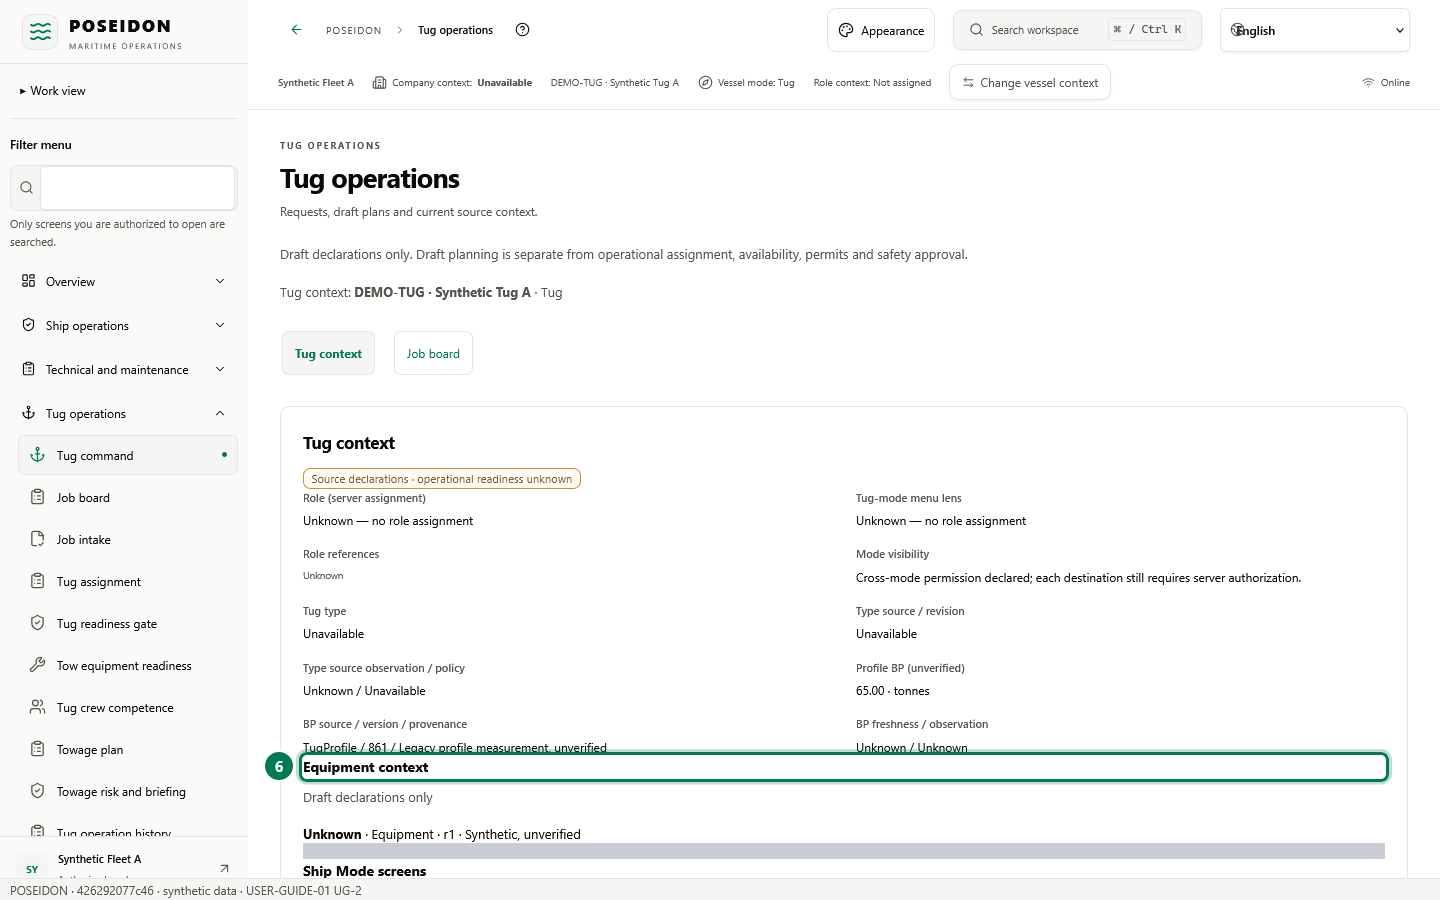 POSEIDON
MARITIME OPERATIONS
POSEIDON
Tug operations
Appearance
Search workspace
⌘ / Ctrl K
English
Synthetic Fleet A
Company context: Unavailable
DEMO-TUG · Synthetic Tug A
Vessel mode: Tug
Role context: Not assigned
Change vessel context
Online
Work view
Filter menu
Only screens you are authorized to open are
searched.
Overview
Ship operations
Technical and maintenance
Tug operations
Tug command
Job board
Job intake
Tug assignment
Tug readiness gate
Tow equipment readiness
Tug crew competence
Towage plan
Towage risk and briefing
Tug operation history
SY
Synthetic Fleet A
TUG OPERATIONS
Tug operations
Requests, draft plans and current source context.
Draft declarations only. Draft planning is separate from operational assignment, availability, permits and safety approval.
Tug context: DEMO-TUG · Synthetic Tug A · Tug
Tug context
Job board
Tug context
Source declarations · operational readiness unknown
Role (server assignment)
Unknown — no role assignment
Tug-mode menu lens
Unknown — no role assignment
Role references
Unknown
Mode visibility
Cross-mode permission declared; each destination still requires server authorization.
Tug type
Unavailable
Type source / revision
Unavailable
Type source observation / policy
Unknown / Unavailable
Profile BP (unverified)
65.00 · tonnes
BP source / version / provenance
TugProfile / 861 / Legacy profile measurement, unverified
BP freshness / observation
Unknown / Unknown
6
Equipment context
Draft declarations only
Unknown · Equipment · r1 · Synthetic, unverified
Ship Mode screens
POSEIDON · 426292077c46 · synthetic data · USER-GUIDE-01 UG-2